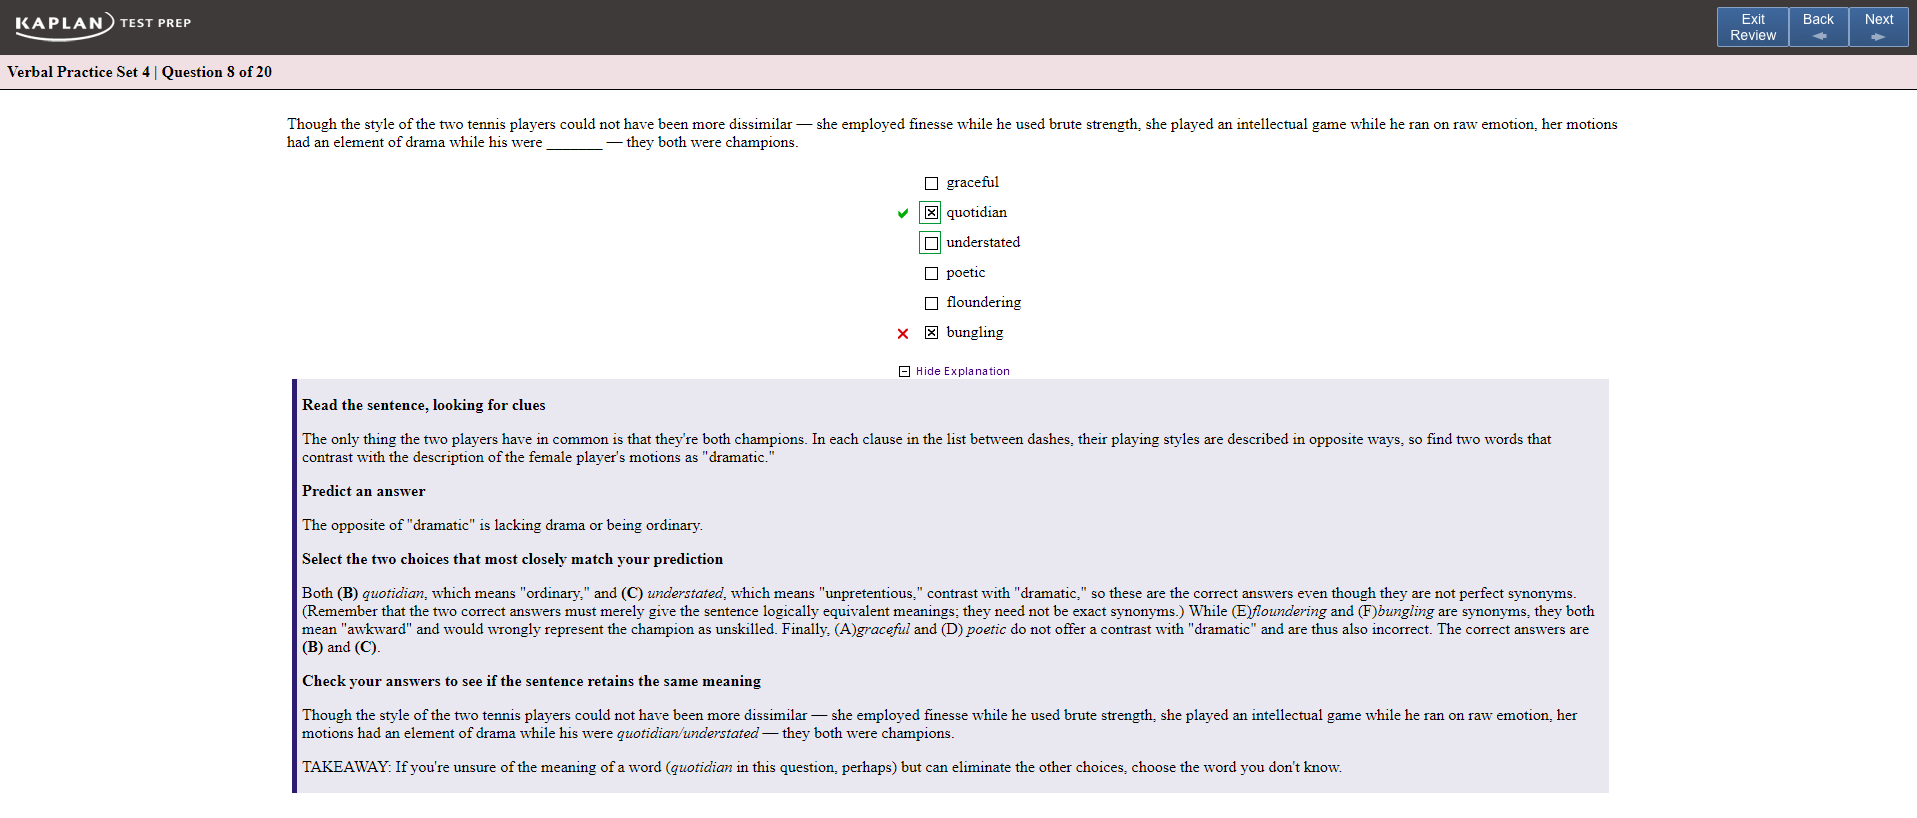 KAPLAN TEST PREP
Exit Review
Back
Next
Verbal Practice Set 4 | Question 8 of 20
Though the style of the two tennis players could not have been more dissimilar — she employed finesse while he used brute strength, she played an intellectual game while he ran on raw emotion, her motions
had an element of drama while his were _______ — they both were champions.
graceful
quotidian
understated
poetic
floundering
bungling
Hide Explanation
Read the sentence, looking for clues
The only thing the two players have in common is that they're both champions. In each clause in the list between dashes, their playing styles are described in opposite ways, so find two words that
contrast with the description of the female player's motions as "dramatic."
Predict an answer
The opposite of "dramatic" is lacking drama or being ordinary.
Select the two choices that most closely match your prediction
Both (B) quotidian, which means "ordinary," and (C) understated, which means "unpretentious," contrast with "dramatic," so these are the correct answers even though they are not perfect synonyms.
(Remember that the two correct answers must merely give the sentence logically equivalent meanings; they need not be exact synonyms.) While (E)floundering and (F)bungling are synonyms, they both
mean "awkward" and would wrongly represent the champion as unskilled. Finally, (A)graceful and (D) poetic do not offer a contrast with "dramatic" and are thus also incorrect. The correct answers are
(B) and (C).
Check your answers to see if the sentence retains the same meaning
Though the style of the two tennis players could not have been more dissimilar — she employed finesse while he used brute strength, she played an intellectual game while he ran on raw emotion, her
motions had an element of drama while his were quotidian/understated — they both were champions.
TAKEAWAY: If you're unsure of the meaning of a word (quotidian in this question, perhaps) but can eliminate the other choices, choose the word you don't know.